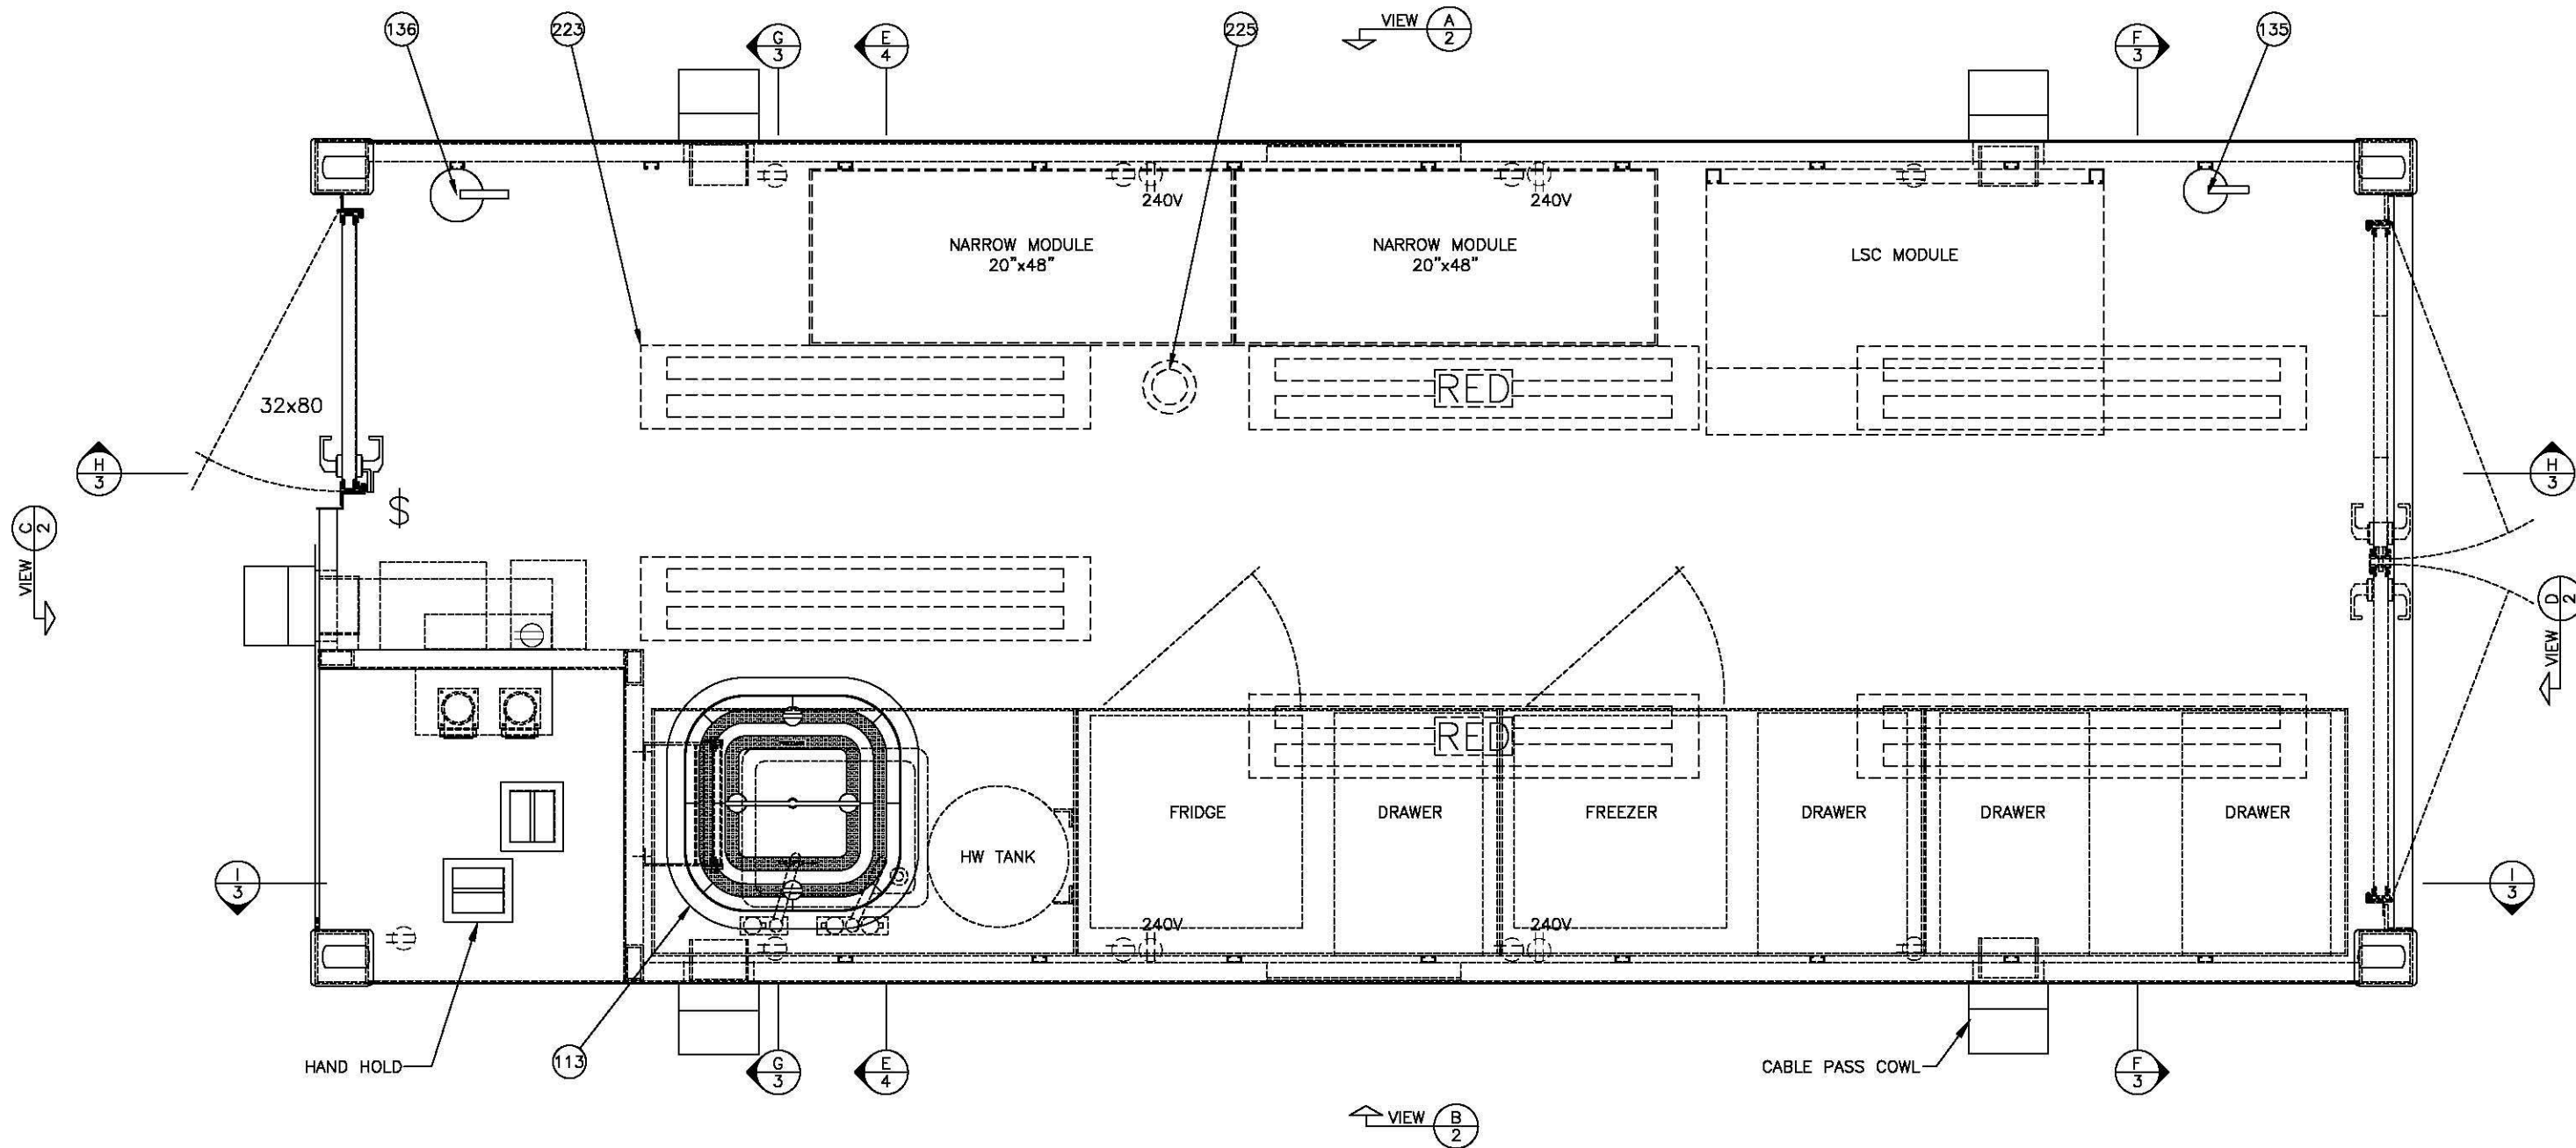 136
223
G
3
E
4
VIEW
A
2
225
F
3
135
240V
240V
NARROW MODULE
20"x48"
NARROW MODULE
20"x48"
LSC MODULE
RED
32x80
H
3
H
3
$
VIEW
C
2
D
2
VIEW
RED
FRIDGE
DRAWER
FREEZER
DRAWER
DRAWER
DRAWER
HW TANK
I
3
I
3
240V
240V
HAND HOLD
113
G
3
E
4
CABLE PASS COWL
F
3
VIEW
B
2